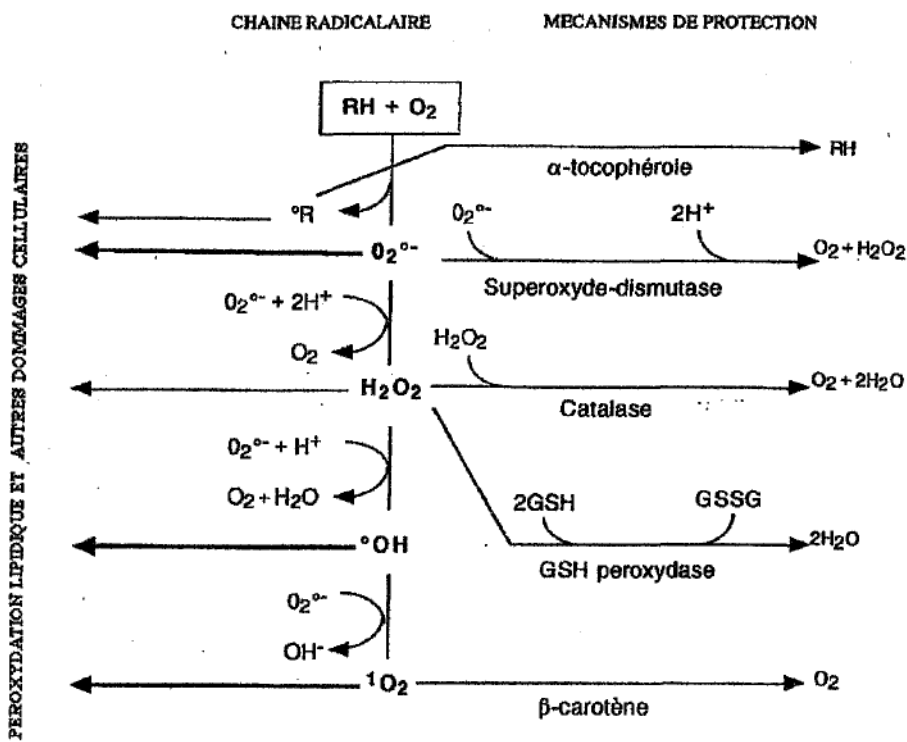 CHAINE RADICALAIRE
MECANISMES DE PROTECTION
PEROXYDATION LIPIDIQUE ET AUTRES DOMMAGES CELLULAIRES
RH + O₂
RH
α-tocophérole
°R
O₂°⁻
2H⁺
O₂°⁻
O₂ + H₂O₂
Superoxyde-dismutase
O₂°⁻ + 2H⁺
O₂
H₂O₂
H₂O₂
O₂ + 2H₂O
Catalase
O₂°⁻ + H⁺
O₂ + H₂O
2GSH
GSSG
°OH
2H₂O
GSH peroxydase
O₂°⁻
OH⁻
¹O₂
O₂
β-carotène